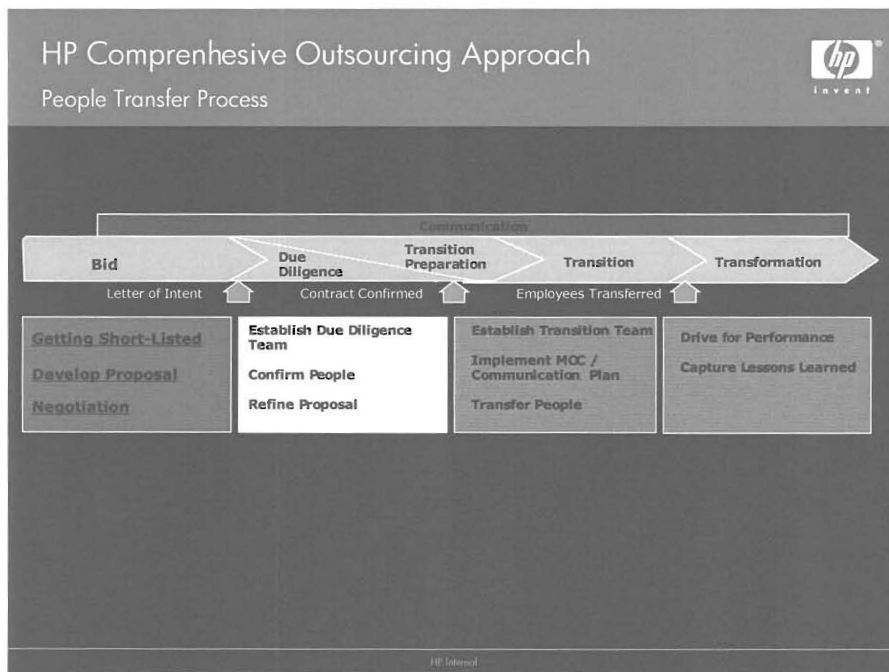 HP Comprenhesive Outsourcing Approach
People Transfer Process
hp
®
invent
Communication
Bid
Due
Diligence
Transition
Preparation
Transition
Transformation
Letter of Intent
Contract Confirmed
Employees Transferred
Getting Short-Listed
Develop Proposal
Negotiation
Establish Due Diligence
Team
Confirm People
Refine Proposal
Establish Transition Team
Implement MOC /
Communication Plan
Transfer People
Drive for Performance
Capture Lessons Learned
HP Internal